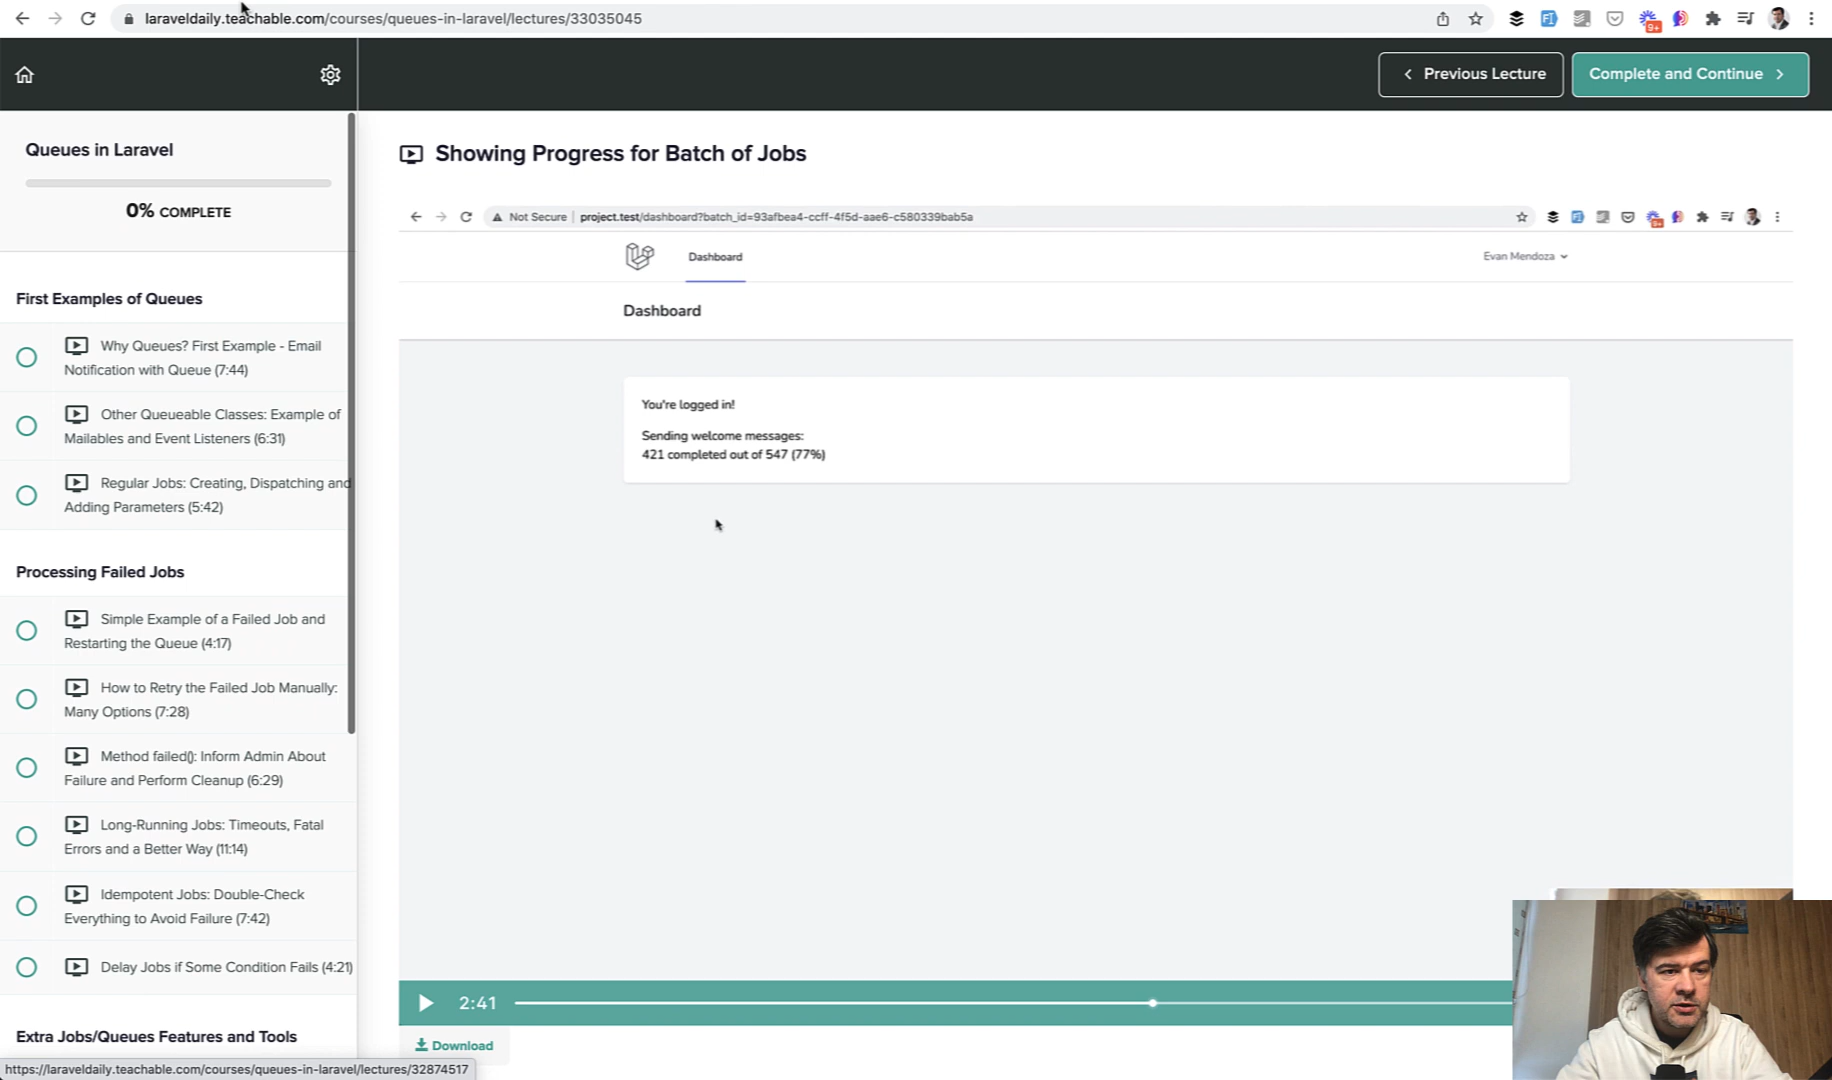 laraveldaily.teachable.com/courses/queues-in-laravel/lectures/33035045
9+
Previous Lecture
Complete and Continue
Queues in Laravel
0% COMPLETE
First Examples of Queues
Why Queues? First Example - Email
Notification with Queue (7:44)
Other Queueable Classes: Example of
Mailables and Event Listeners (6:31)
Regular Jobs: Creating, Dispatching and
Adding Parameters (5:42)
Processing Failed Jobs
Simple Example of a Failed Job and
Restarting the Queue (4:17)
How to Retry the Failed Job Manually:
Many Options (7:28)
Method failed(): Inform Admin About
Failure and Perform Cleanup (6:29)
Long-Running Jobs: Timeouts, Fatal
Errors and a Better Way (11:14)
Idempotent Jobs: Double-Check
Everything to Avoid Failure (7:42)
Delay Jobs if Some Condition Fails (4:21)
Extra Jobs/Queues Features and Tools
https://laraveldaily.teachable.com/courses/queues-in-laravel/lectures/32874517
Showing Progress for Batch of Jobs
Not Secure | project.test/dashboard?batch_id=93afbea4-ccff-4f5d-aae6-c580339bab5a
9+
Dashboard
Evan Mendoza
Dashboard
You're logged in!
Sending welcome messages:
421 completed out of 547 (77%)
2:41
Download